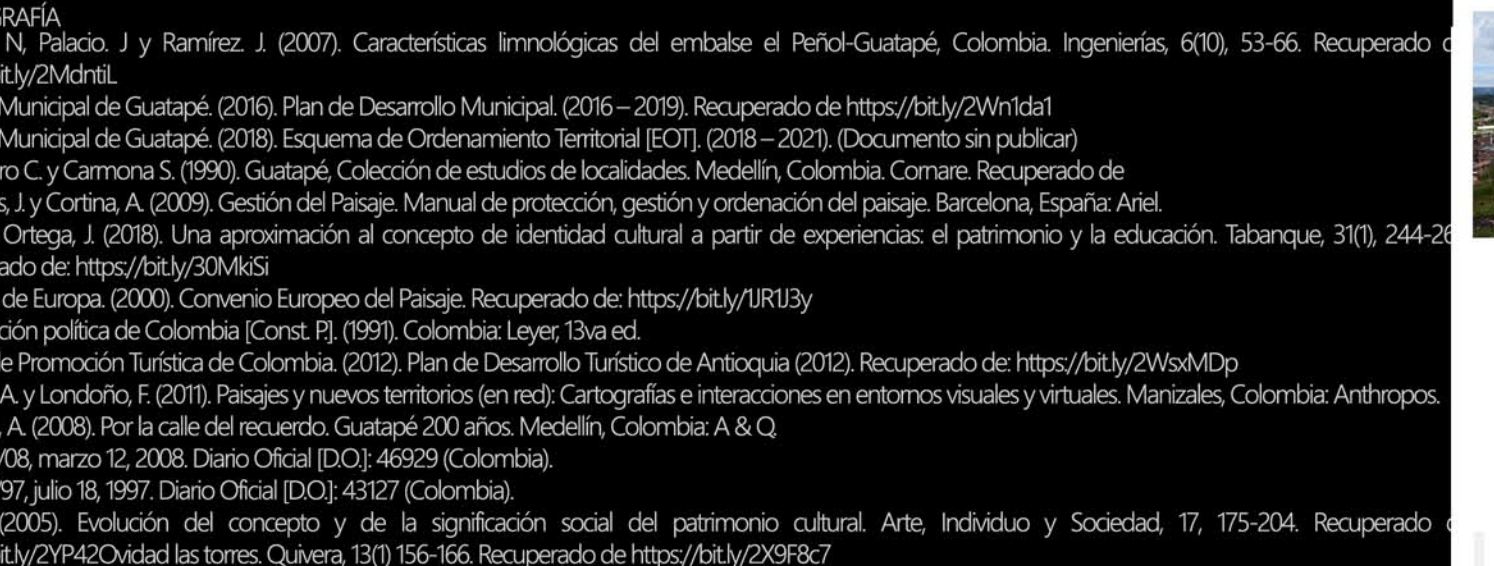 GRAFÍA
N, Palacio. J y Ramírez. J. (2007). Características limnológicas del embalse el Peñol-Guatapé, Colombia. Ingenierías, 6(10), 53-66. Recuperado d
it.ly/2MdntiL
Municipal de Guatapé. (2016). Plan de Desarrollo Municipal. (2016 – 2019). Recuperado de https://bit.ly/2Wn1da1
Municipal de Guatapé. (2018). Esquema de Ordenamiento Territorial [EOT]. (2018 – 2021). (Documento sin publicar)
ro C. y Carmona S. (1990). Guatapé, Colección de estudios de localidades. Medellín, Colombia. Cornare. Recuperado de
s, J. y Cortina, A. (2009). Gestión del Paisaje. Manual de protección, gestión y ordenación del paisaje. Barcelona, España: Ariel.
Ortega, J. (2018). Una aproximación al concepto de identidad cultural a partir de experiencias: el patrimonio y la educación. Tabanque, 31(1), 244-26
ado de: https://bit.ly/30MkiSi
de Europa. (2000). Convenio Europeo del Paisaje. Recuperado de: https://bit.ly/1JR1J3y
ción política de Colombia [Const. P.]. (1991). Colombia: Leyer, 13va ed.
e Promoción Turística de Colombia. (2012). Plan de Desarrollo Turístico de Antioquia (2012). Recuperado de: https://bit.ly/2WsxMDp
A. y Londoño, F. (2011). Paisajes y nuevos territorios (en red): Cartografías e interacciones en entornos visuales y virtuales. Manizales, Colombia: Anthropos.
, A. (2008). Por la calle del recuerdo. Guatapé 200 años. Medellín, Colombia: A & Q.
/08, marzo 12, 2008. Diario Oficial [D.O.]: 46929 (Colombia).
97, julio 18, 1997. Diario Oficial [D.O.]: 43127 (Colombia).
(2005). Evolución del concepto y de la significación social del patrimonio cultural. Arte, Individuo y Sociedad, 17, 175-204. Recuperado d
it.ly/2YP42Ovidad las torres. Quivera, 13(1) 156-166. Recuperado de https://bit.ly/2X9F8c7